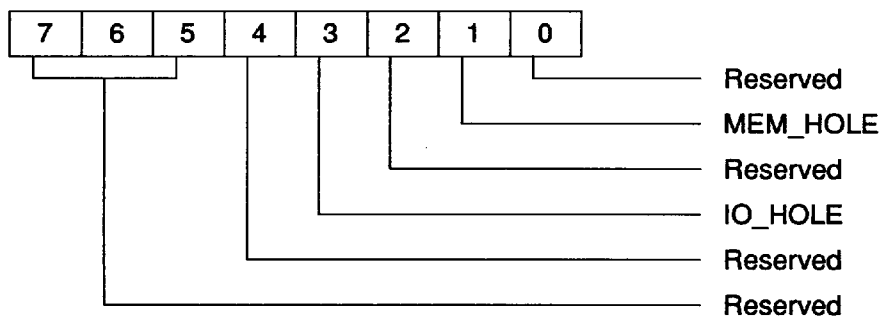 7 6 5 4 3 2 1 0
Reserved
MEM_HOLE
Reserved
IO_HOLE
Reserved
Reserved